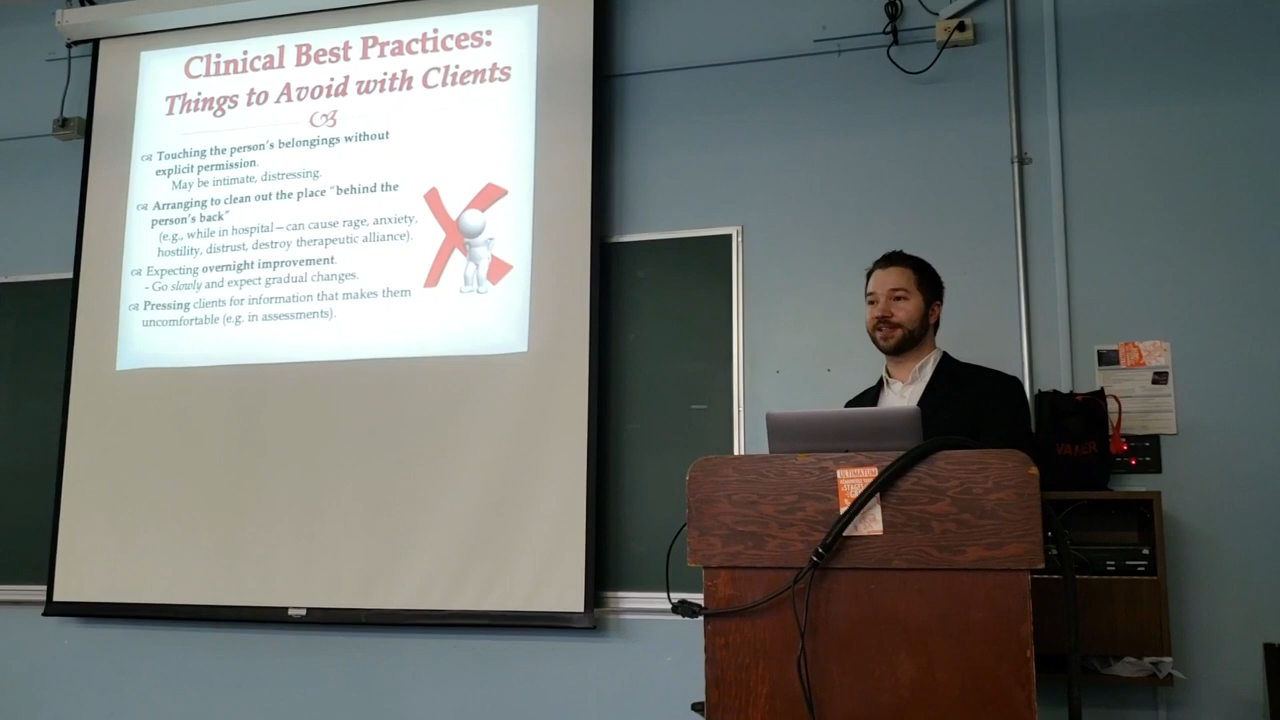 Clinical Best Practices:
Things to Avoid with Clients
Touching the person's belongings without
explicit permission.
May be intimate, distressing.
Arranging to clean out the place "behind the
person's back"
(e.g., while in hospital – can cause rage, anxiety,
hostility, distrust, destroy therapeutic alliance).
Expecting overnight improvement.
- Go slowly and expect gradual changes.
Pressing clients for information that makes them
uncomfortable (e.g. in assessments).
ULTIMATUM